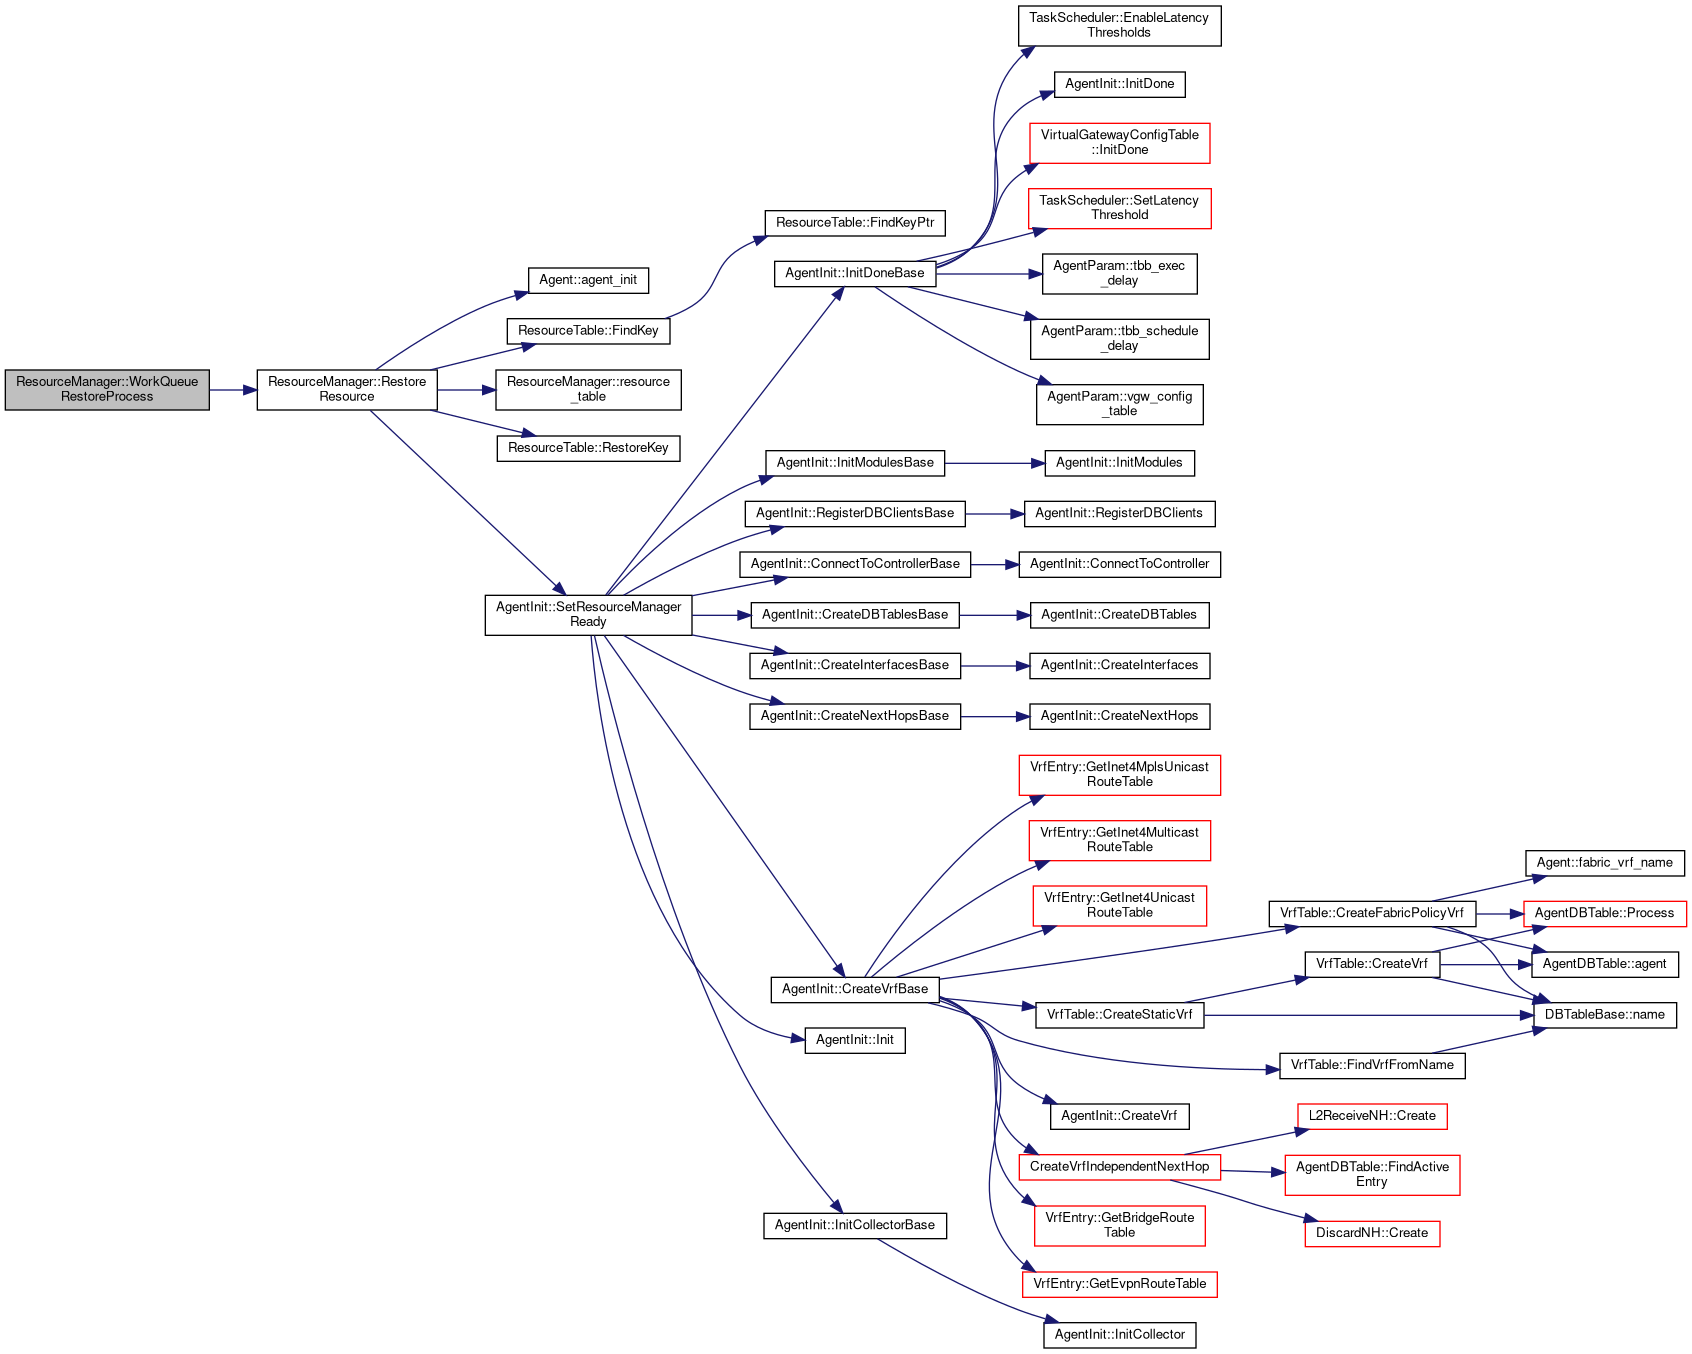 TaskScheduler::EnableLatency
Thresholds
AgentInit::InitDone
VirtualGatewayConfigTable
::InitDone
TaskScheduler::SetLatency
Threshold
ResourceTable::FindKeyPtr
AgentInit::InitDoneBase
AgentParam::tbb_exec
_delay
Agent::agent_init
ResourceTable::FindKey
AgentParam::tbb_schedule
_delay
ResourceManager::WorkQueue
RestoreProcess
ResourceManager::Restore
Resource
ResourceManager::resource
_table
AgentParam::vgw_config
_table
ResourceTable::RestoreKey
AgentInit::InitModulesBase
AgentInit::InitModules
AgentInit::RegisterDBClientsBase
AgentInit::RegisterDBClients
AgentInit::ConnectToControllerBase
AgentInit::ConnectToController
AgentInit::SetResourceManager
Ready
AgentInit::CreateDBTablesBase
AgentInit::CreateDBTables
AgentInit::CreateInterfacesBase
AgentInit::CreateInterfaces
AgentInit::CreateNextHopsBase
AgentInit::CreateNextHops
VrfEntry::GetInet4MplsUnicast
RouteTable
VrfEntry::GetInet4Multicast
RouteTable
Agent::fabric_vrf_name
VrfEntry::GetInet4Unicast
RouteTable
VrfTable::CreateFabricPolicyVrf
AgentDBTable::Process
VrfTable::CreateVrf
AgentDBTable::agent
AgentInit::CreateVrfBase
VrfTable::CreateStaticVrf
DBTableBase::name
AgentInit::Init
VrfTable::FindVrfFromName
AgentInit::CreateVrf
L2ReceiveNH::Create
CreateVrfIndependentNextHop
AgentDBTable::FindActive
Entry
AgentInit::InitCollectorBase
VrfEntry::GetBridgeRoute
Table
DiscardNH::Create
VrfEntry::GetEvpnRouteTable
AgentInit::InitCollector